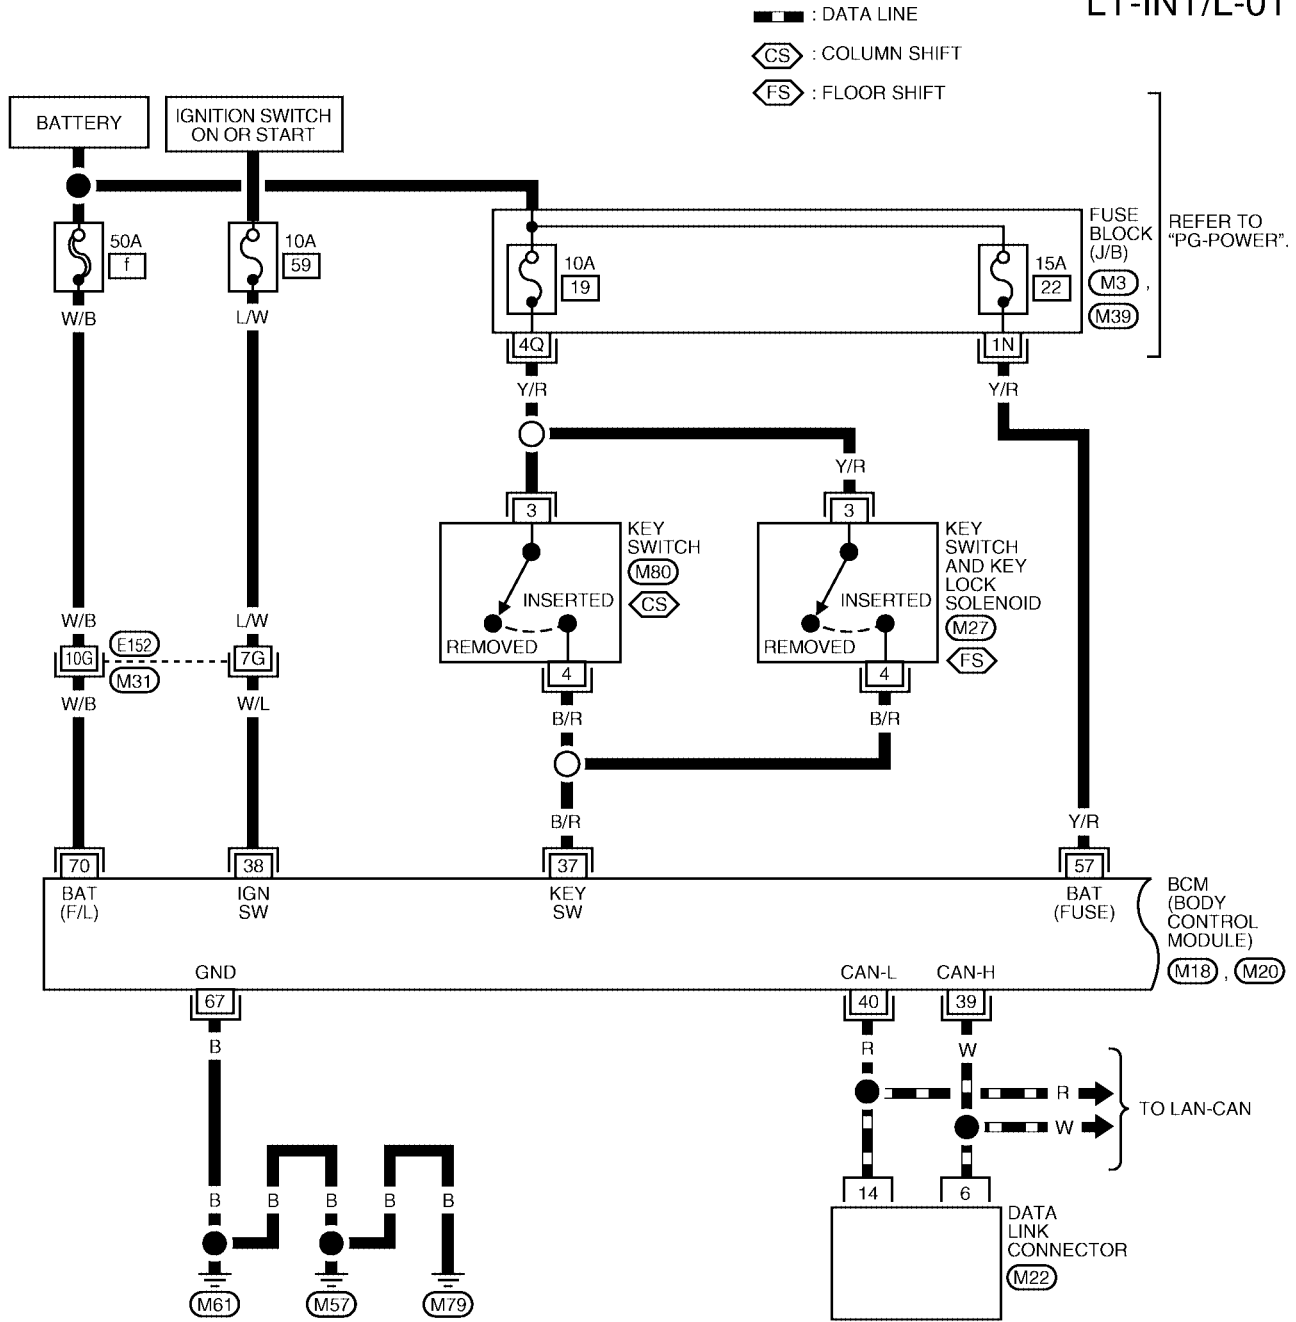 : DATA LINE
CS : COLUMN SHIFT
FS : FLOOR SHIFT
BATTERY
IGNITION SWITCH
ON OR START
50A
f
10A
59
10A
19
15A
22
FUSE
BLOCK
(J/B)
M3 ,
M39
REFER TO
“PG-POWER”.
W/B
L/W
4Q
1N
Y/R
Y/R
Y/R
3
3
KEY
SWITCH
M80
CS
INSERTED
REMOVED
KEY
SWITCH
AND KEY
LOCK
SOLENOID
M27
FS
INSERTED
REMOVED
W/B
L/W
10G
E152
M31
7G
W/B
W/L
4
4
B/R
B/R
B/R
Y/R
70
38
37
57
BAT
(F/L)
IGN
SW
KEY
SW
BAT
(FUSE)
BCM
(BODY
CONTROL
MODULE)
M18 , M20
GND
CAN-L
CAN-H
67
40
39
B
R
W
R
W
TO LAN-CAN
B
B
B
B
B
14
6
DATA
LINK
CONNECTOR
M22
M61
M57
M79